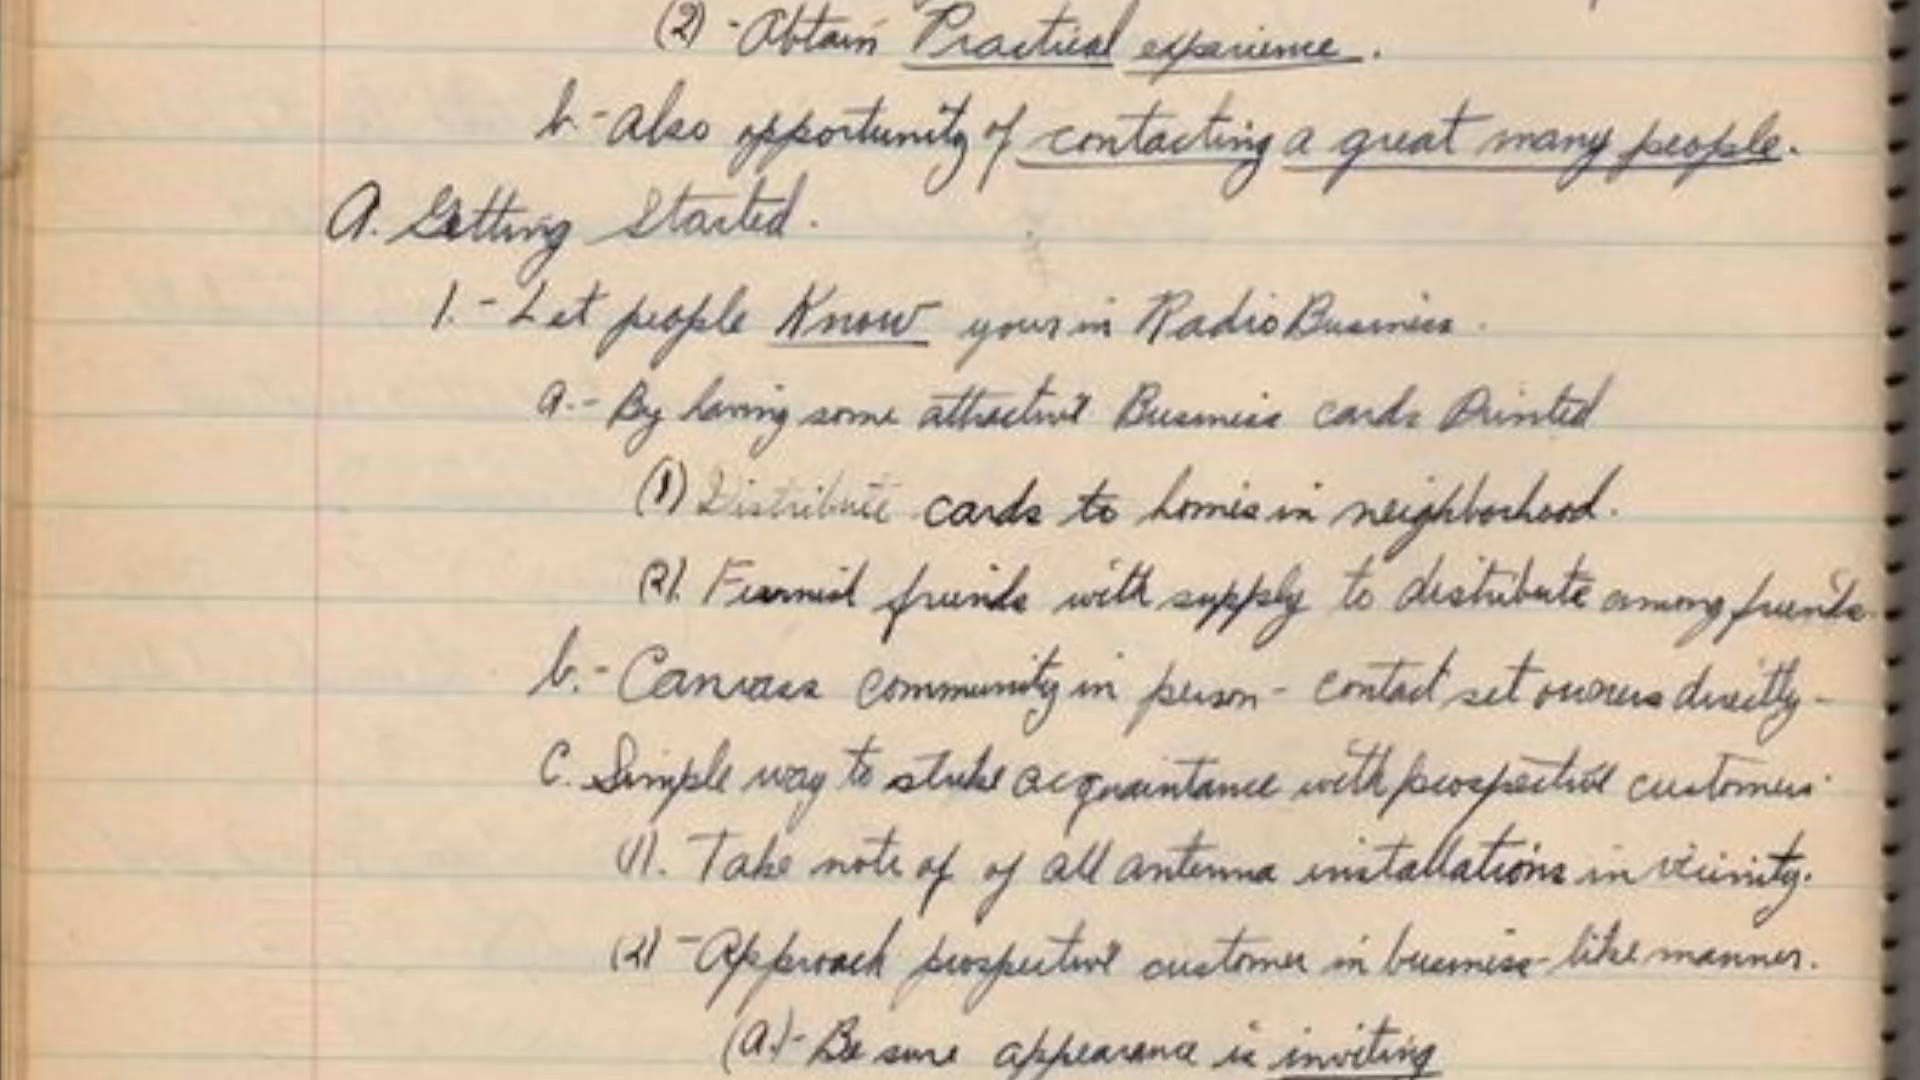 (2) - Obtain Practical experience.
b - Also opportunity of contacting a great many people.
A. Getting Started.
1. - Let people Know your in Radio Business.
a. - By having some attractive Business cards Printed
(1) Distribute cards to homes in neighborhood.
(2). Furnish friends with supply to distribute among friends.
b. - Canvass community in person - contact set owners directly -
C. Simple way to strike acquaintance with prospective customers.
(1). Take note of of all antenna installations in vicinity.
(2) - Approach prospective customer in business-like manner.
(a.) - Be sure appearance is inviting